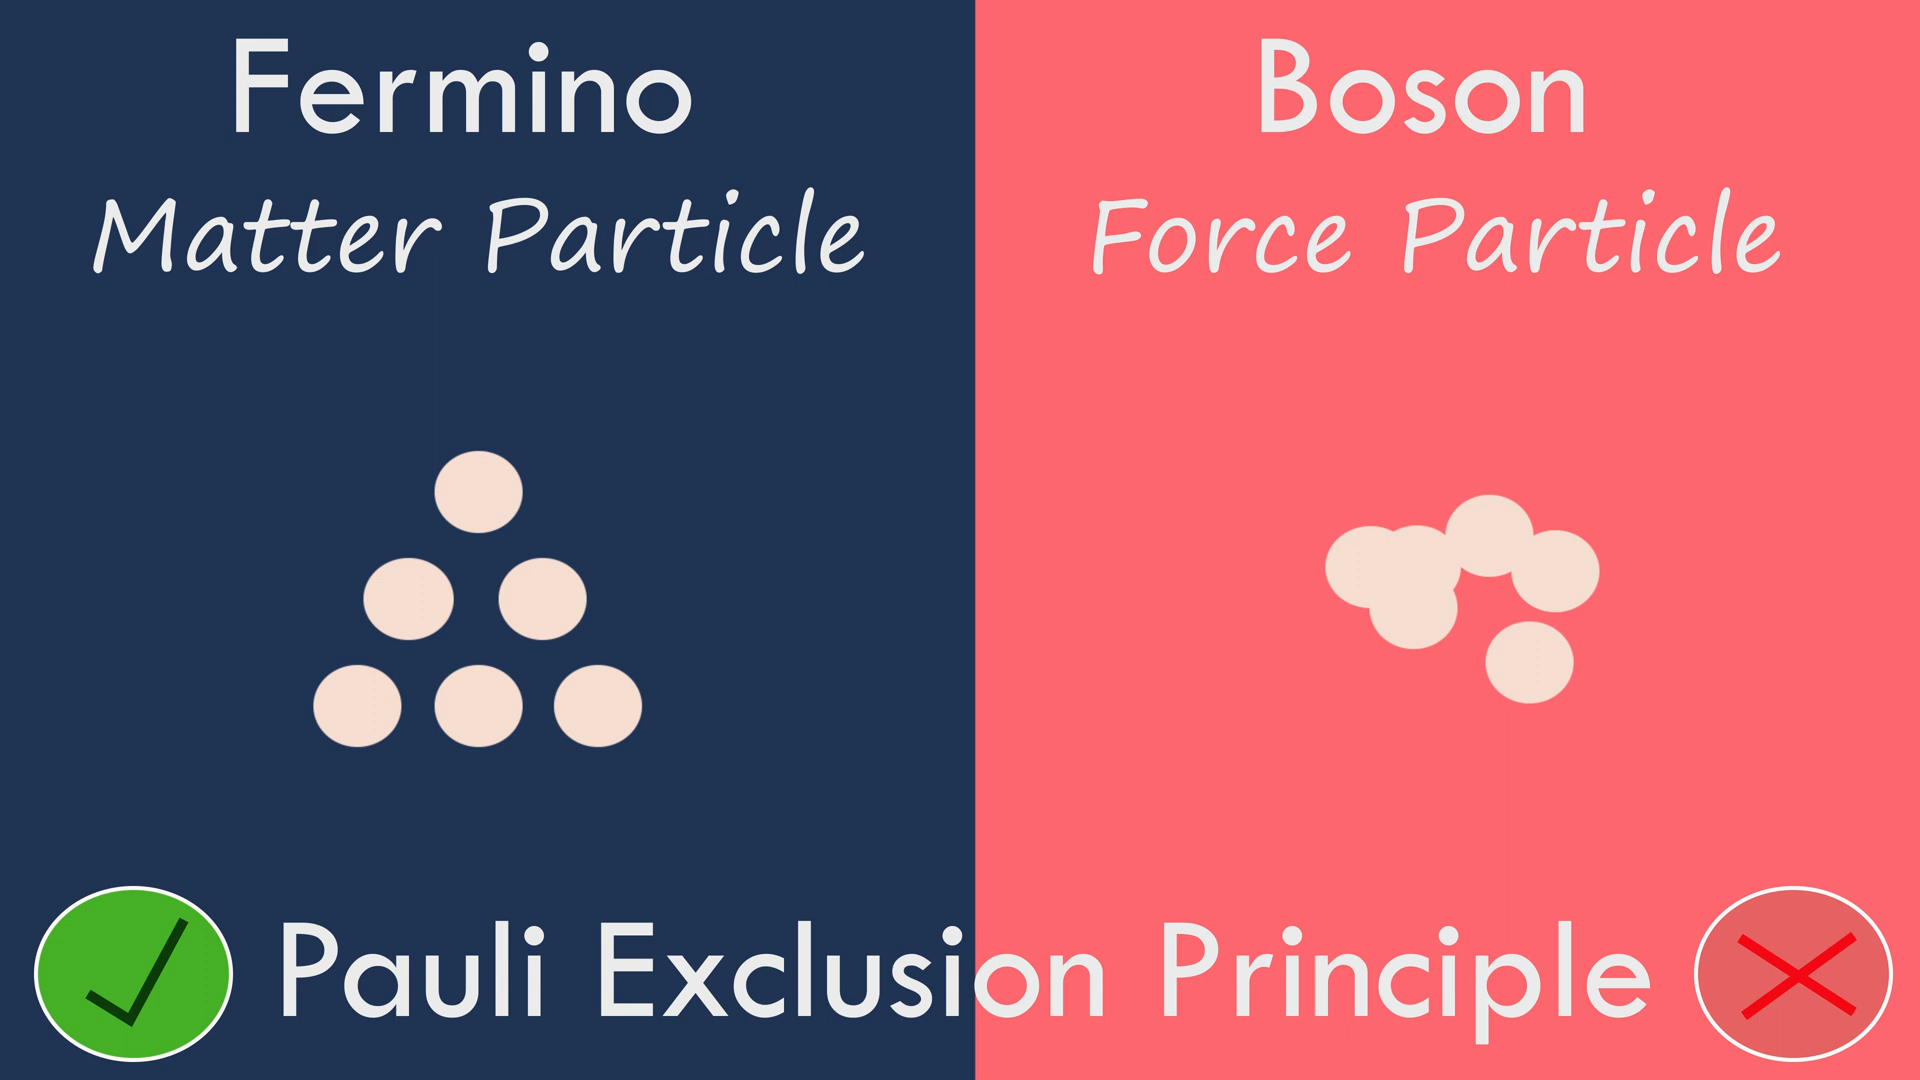 Fermino
Matter Particle
Boson
Force Particle
Pauli Exclusion Principle